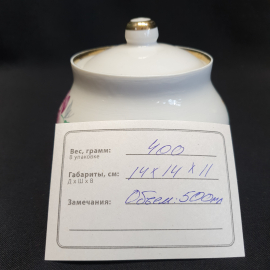 Вес, грамм: 400
В упаковке
Габариты, см: 14 х 14 х 11
Д х Ш х В
Замечания: Объем: 500мл